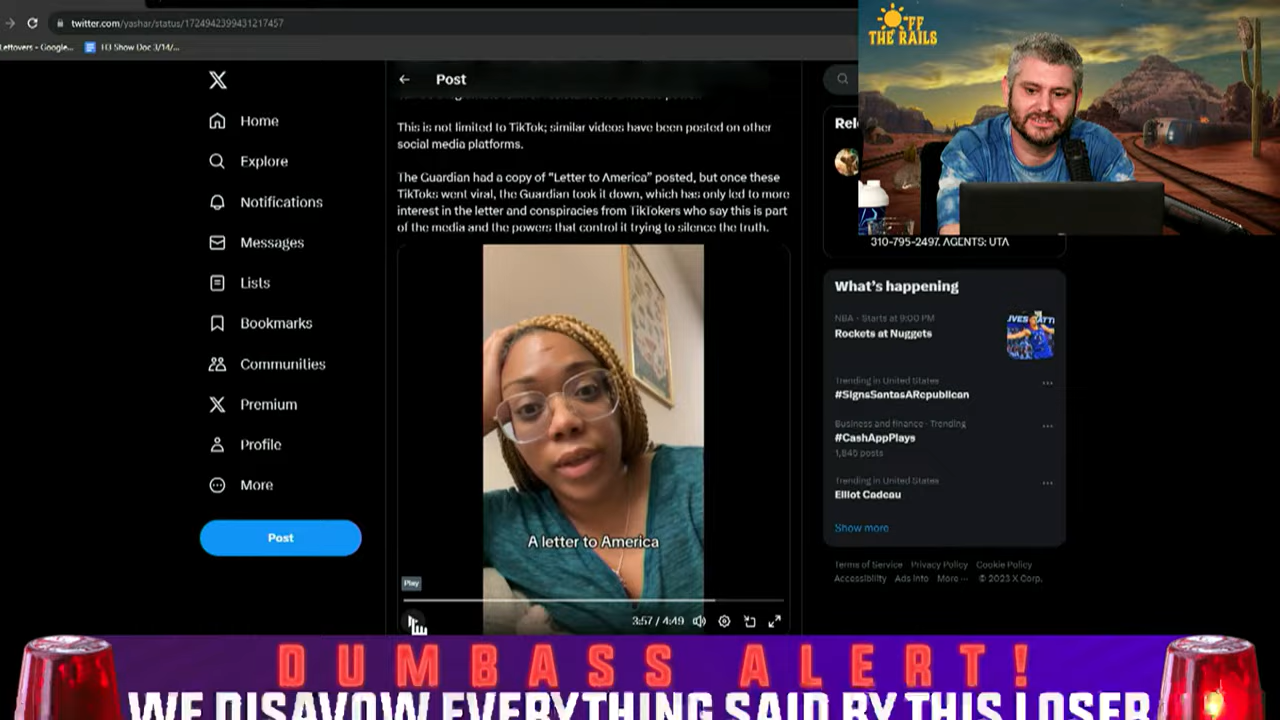 twitter.com/yashar/status/1724942399431217457
Leftovers - Google...
H3 Show Doc 3/14/...
OFF
THE RAILS
X
Post
Home
Explore
Notifications
Messages
Lists
Bookmarks
Communities
Premium
Profile
More
Post
This is not limited to TikTok; similar videos have been posted on other
social media platforms.
The Guardian had a copy of “Letter to America” posted, but once these
TikToks went viral, the Guardian took it down, which has only led to more
interest in the letter and conspiracies from TikTokers who say this is part
of the media and the powers that control it trying to silence the truth.
A letter to America
Play
3:57 / 4:49
Rel
310-795-2497. AGENTS: UTA
What’s happening
NBA · Starts at 9:00 PM
Rockets at Nuggets
Trending in United States
#SignsSantasARepublican
Business and finance · Trending
#CashAppPlays
1,845 posts
Trending in United States
Elliot Cadeau
Show more
Terms of Service Privacy Policy Cookie Policy
Accessibility Ads info More ··· © 2023 X Corp.
DUMBASS ALERT!
WE DISAVOW EVERYTHING SAID BY THIS LOSER